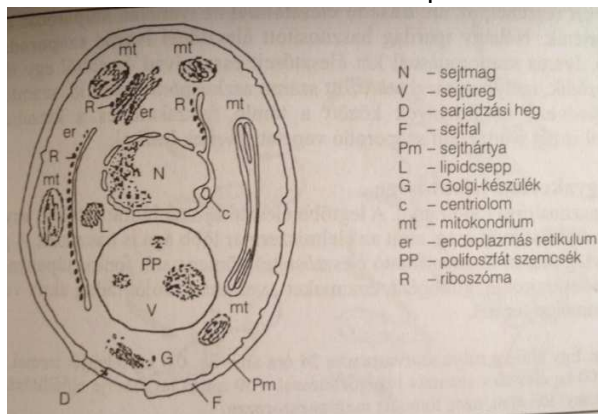 mt
mt
R
R
mt
er
er
R
N
mt
c
L
PP
V
mt
G
D
F
Pm
N – sejtmag
V – sejtüreg
D – sarjadzási heg
F – sejtfal
Pm – sejthártya
L – lipidcsepp
G – Golgi-készülék
c – centriolom
mt – mitokondrium
er – endoplazmás retikulum
PP – polifoszfát szemcsék
R – riboszóma